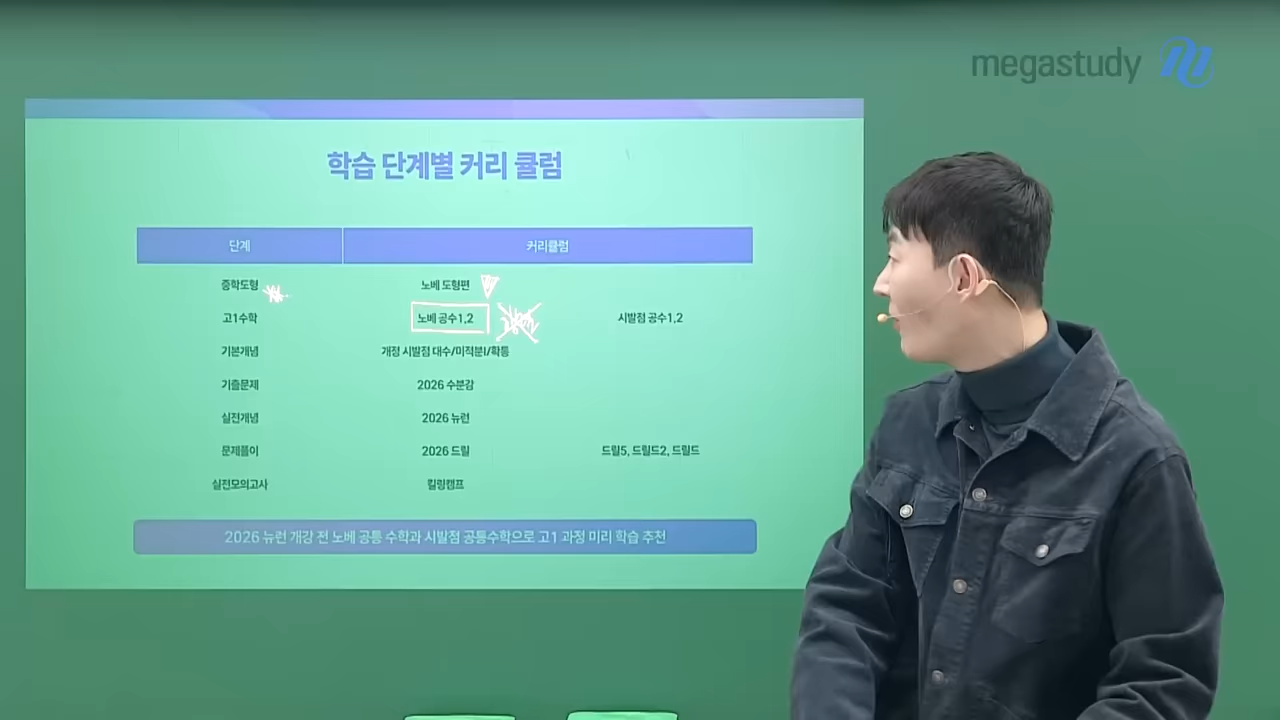 megastudy
학습 단계별 커리 큘럼
단계 커리큘럼
중학도형 노베 도형편
고1수학 노베 공수1,2 시발점 공수1,2
기본개념 개정 시발점 대수/미적분I/확통
기출문제 2026 수분감
실전개념 2026 뉴런
문제풀이 2026 드릴 드릴5, 드릴드2, 드릴드
실전모의고사 킬링캠프
2026 뉴런 개강 전 노베 공통 수학과 시발점 공통수학으로 고1 과정 미리 학습 추천